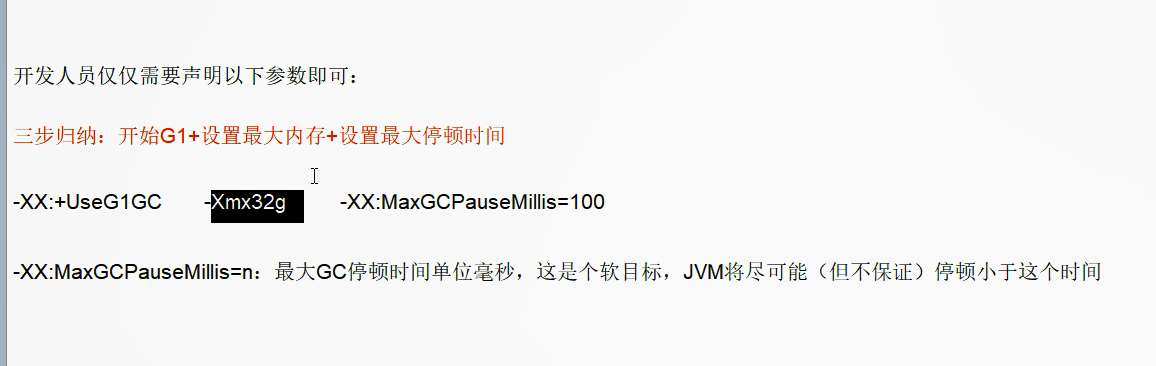 开发人员仅仅需要声明以下参数即可：
三步归纳：开始G1+设置最大内存+设置最大停顿时间
-XX:+UseG1GC -Xmx32g -XX:MaxGCPauseMillis=100
-XX:MaxGCPauseMillis=n：最大GC停顿时间单位毫秒，这是个软目标，JVM将尽可能（但不保证）停顿小于这个时间